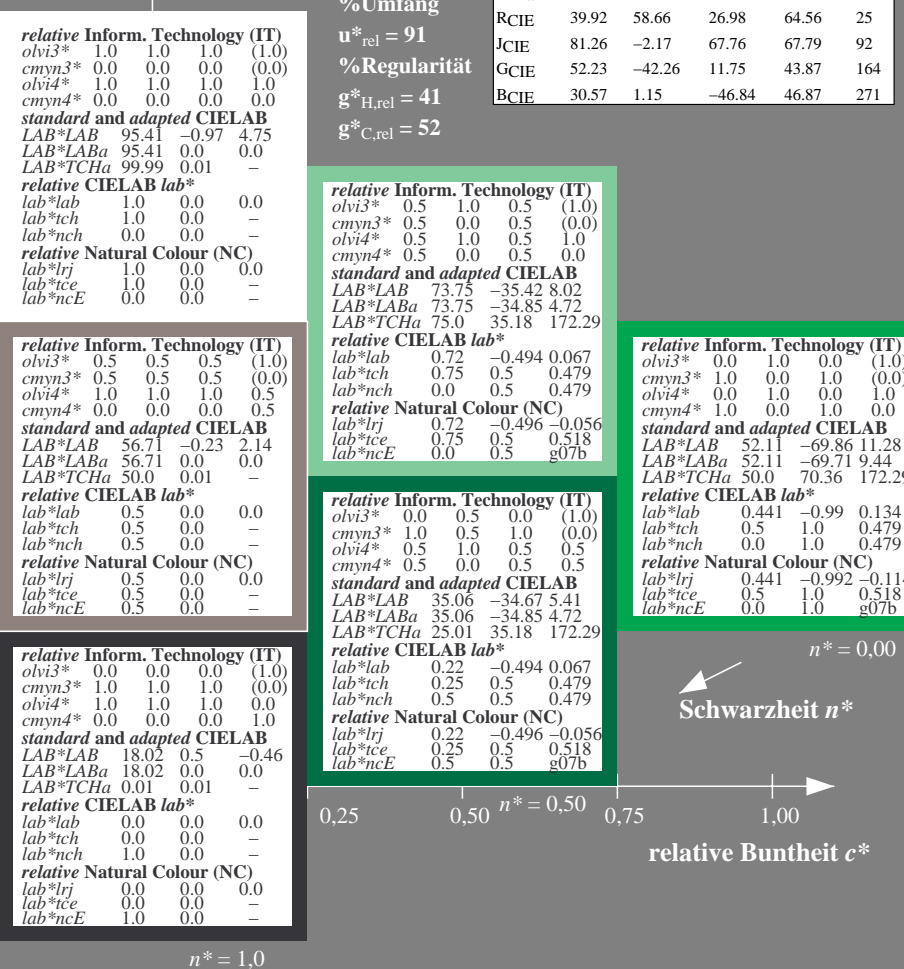 %Umfang
u*rel = 91
%Regularität
g*H,rel = 41
g*C,rel = 52
RCIE 39.92 58.66 26.98 64.56 25
JCIE 81.26 −2.17 67.76 67.79 92
GCIE 52.23 −42.26 11.75 43.87 164
BCIE 30.57 1.15 −46.84 46.87 271
relative Inform. Technology (IT)
olvi3* 1.0 1.0 1.0 (1.0)
cmyn3* 0.0 0.0 0.0 (0.0)
olvi4* 1.0 1.0 1.0 1.0
cmyn4* 0.0 0.0 0.0 0.0
standard and adapted CIELAB
LAB*LAB 95.41 −0.97 4.75
LAB*LABa 95.41 0.0 0.0
LAB*TCHa 99.99 0.01 –
relative CIELAB lab*
lab*lab 1.0 0.0 0.0
lab*tch 1.0 0.0 –
lab*nch 0.0 0.0 –
relative Natural Colour (NC)
lab*lrj 1.0 0.0 0.0
lab*tce 1.0 0.0 –
lab*ncE 0.0 0.0 –
relative Inform. Technology (IT)
olvi3* 0.5 1.0 0.5 (1.0)
cmyn3* 0.5 0.0 0.5 (0.0)
olvi4* 0.5 1.0 0.5 1.0
cmyn4* 0.5 0.0 0.5 0.0
standard and adapted CIELAB
LAB*LAB 73.75 −35.42 8.02
LAB*LABa 73.75 −34.85 4.72
LAB*TCHa 75.0 35.18 172.29
relative CIELAB lab*
lab*lab 0.72 −0.494 0.067
lab*tch 0.75 0.5 0.479
lab*nch 0.0 0.5 0.479
relative Natural Colour (NC)
lab*lrj 0.72 −0.496 −0.056
lab*tce 0.75 0.5 0.518
lab*ncE 0.0 0.5 g07b
relative Inform. Technology (IT)
olvi3* 0.5 0.5 0.5 (1.0)
cmyn3* 0.5 0.5 0.5 (0.0)
olvi4* 1.0 1.0 1.0 0.5
cmyn4* 0.0 0.0 0.0 0.5
standard and adapted CIELAB
LAB*LAB 56.71 −0.23 2.14
LAB*LABa 56.71 0.0 0.0
LAB*TCHa 50.0 0.01 –
relative CIELAB lab*
lab*lab 0.5 0.0 0.0
lab*tch 0.5 0.0 –
lab*nch 0.5 0.0 –
relative Natural Colour (NC)
lab*lrj 0.5 0.0 0.0
lab*tce 0.5 0.0 –
lab*ncE 0.5 0.0 –
relative Inform. Technology (IT)
olvi3* 0.0 1.0 0.0 (1.0)
cmyn3* 1.0 0.0 1.0 (0.0)
olvi4* 0.0 1.0 0.0 1.0
cmyn4* 1.0 0.0 1.0 0.0
standard and adapted CIELAB
LAB*LAB 52.11 −69.86 11.28
LAB*LABa 52.11 −69.71 9.44
LAB*TCHa 50.0 70.36 172.29
relative CIELAB lab*
lab*lab 0.441 −0.99 0.134
lab*tch 0.5 1.0 0.479
lab*nch 0.0 1.0 0.479
relative Natural Colour (NC)
lab*lrj 0.441 −0.992
lab*tce 0.5 1.0 0.518
lab*ncE 0.0 1.0 g07b
relative Inform. Technology (IT)
olvi3* 0.0 0.5 0.0 (1.0)
cmyn3* 1.0 0.5 1.0 (0.0)
olvi4* 0.5 1.0 0.5 0.5
cmyn4* 0.5 0.0 0.5 0.5
standard and adapted CIELAB
LAB*LAB 35.06 −34.67 5.41
LAB*LABa 35.06 −34.85 4.72
LAB*TCHa 25.01 35.18 172.29
relative CIELAB lab*
lab*lab 0.22 −0.494 0.067
lab*tch 0.25 0.5 0.479
lab*nch 0.5 0.5 0.479
relative Natural Colour (NC)
lab*lrj 0.22 −0.496 −0.056
lab*tce 0.25 0.5 0.518
lab*ncE 0.5 0.5 g07b
relative Inform. Technology (IT)
olvi3* 0.0 0.0 0.0 (1.0)
cmyn3* 1.0 1.0 1.0 (0.0)
olvi4* 1.0 1.0 1.0 0.0
cmyn4* 0.0 0.0 0.0 1.0
standard and adapted CIELAB
LAB*LAB 18.02 0.5 −0.46
LAB*LABa 18.02 0.0 0.0
LAB*TCHa 0.01 0.01 –
relative CIELAB lab*
lab*lab 0.0 0.0 0.0
lab*tch 0.0 0.0 –
lab*nch 1.0 0.0 –
relative Natural Colour (NC)
lab*lrj 0.0 0.0 0.0
lab*tce 0.0 0.0 –
lab*ncE 1.0 0.0 –
n* = 0,00
Schwarzheit n*
0,25 0,50 n* = 0,50 0,75 1,00
relative Buntheit c*
n* = 1,0